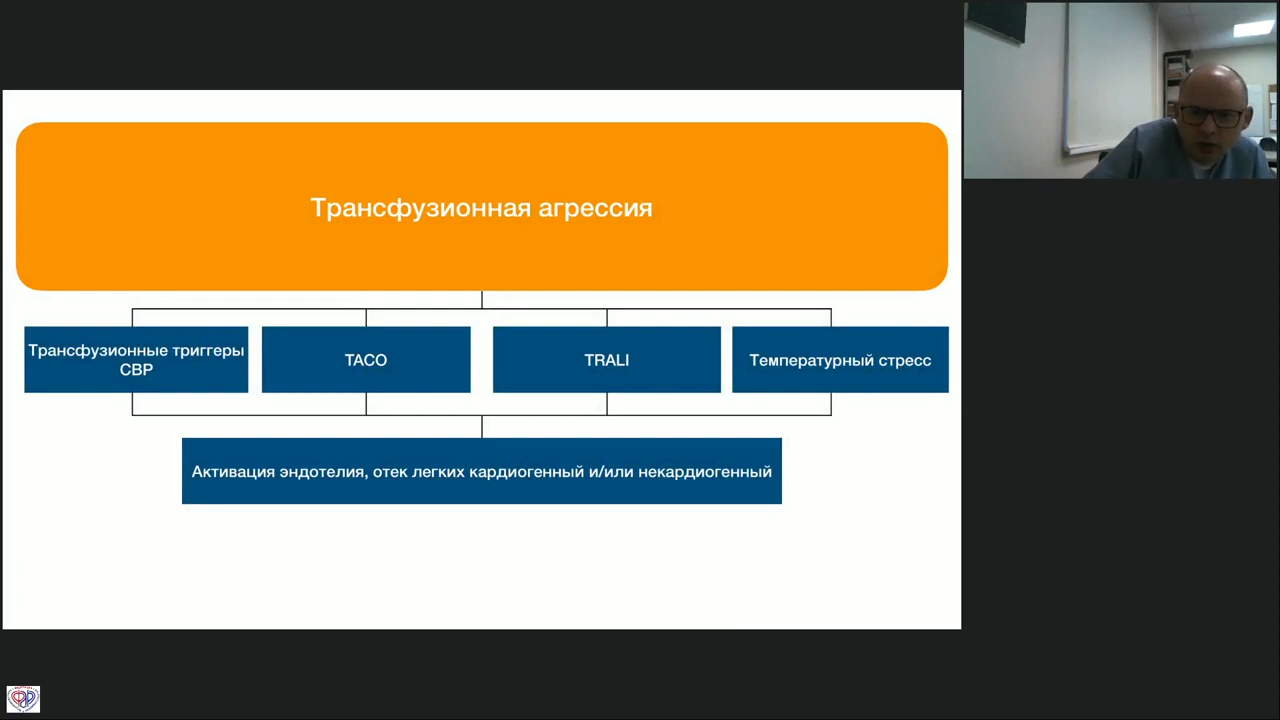 Трансфузионная агрессия
Трансфузионные триггеры
СВР
TACO
TRALI
Температурный стресс
Активация эндотелия, отек легких кардиогенный и/или некардиогенный